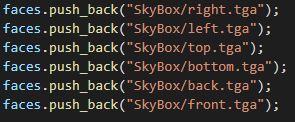 faces.push_back("SkyBox/right.tga");
faces.push_back("SkyBox/left.tga");
faces.push_back("SkyBox/top.tga");
faces.push_back("SkyBox/bottom.tga");
faces.push_back("SkyBox/back.tga");
faces.push_back("SkyBox/front.tga");